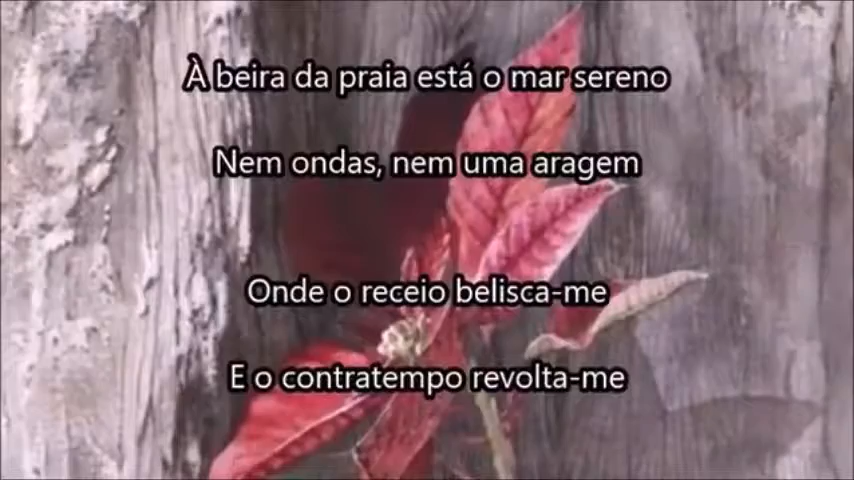 À beira da praia está o mar sereno
Nem ondas, nem uma aragem
Onde o receio belisca-me
E o contratempo revolta-me